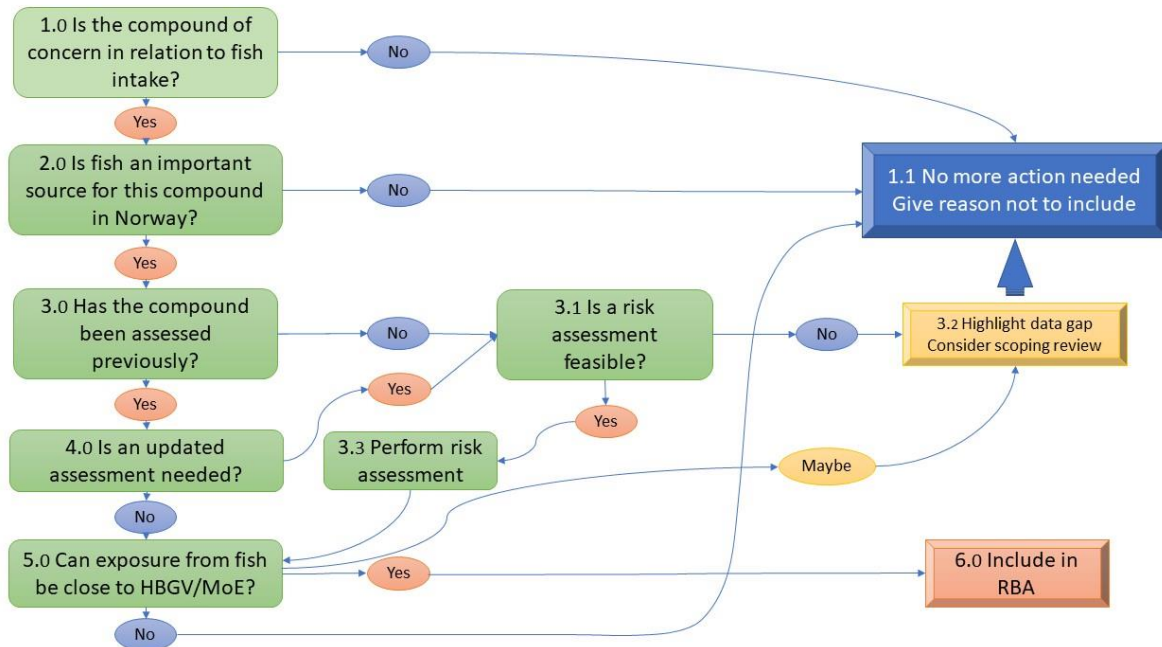 1.0 Is the compound of
concern in relation to fish
intake?
No
Yes
2.0 Is fish an important
source for this compound
in Norway?
No
1.1 No more action needed
Give reason not to include
Yes
3.0 Has the compound
been assessed
previously?
No
3.1 Is a risk
assessment
feasible?
No
3.2 Highlight data gap
Consider scoping review
Yes
Yes
Yes
4.0 Is an updated
assessment needed?
3.3 Perform risk
assessment
Maybe
No
5.0 Can exposure from fish
be close to HBGV/MoE?
Yes
6.0 Include in
RBA
No